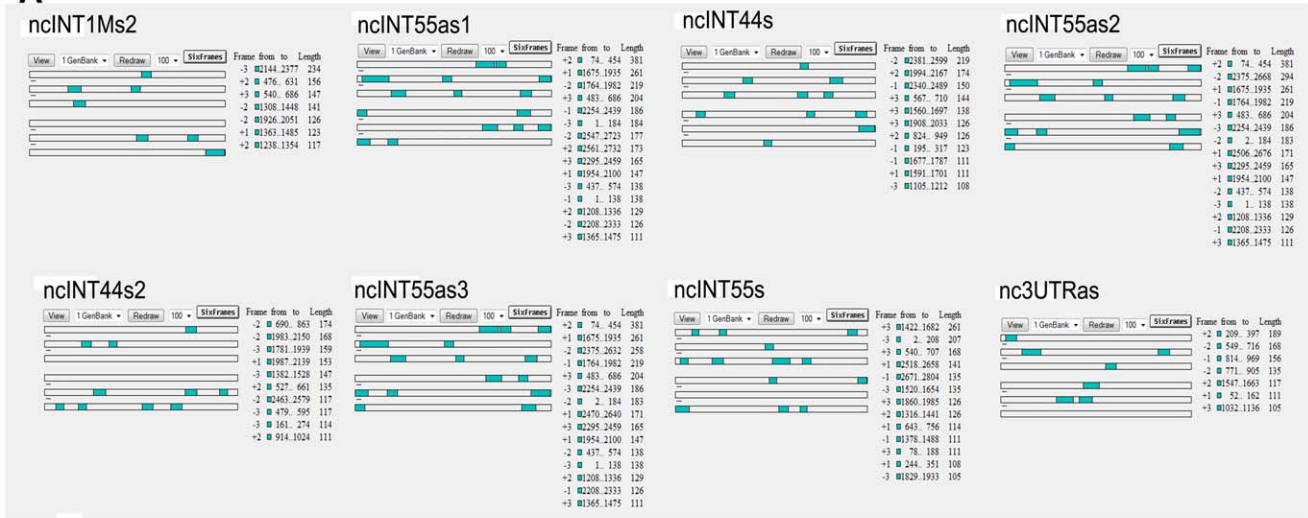 ncINT1Ms2
View 1 GenBank Redraw 100 SixFrames Frame from to Length
-3 2144..2377 234
+2 476.. 631 156
+3 540.. 686 147
-2 1308..1448 141
-2 1926..2051 126
+1 1363..1485 123
+2 1238..1354 117
ncINT55as1
View 1 GenBank Redraw 100 SixFrames Frame from to Length
+2 74.. 454 381
+1 1675..1935 261
-2 1764..1982 219
+3 483.. 686 204
-1 2254..2439 186
-3 1.. 184 184
-2 2547..2723 177
+2 2561..2732 173
+3 2295..2459 165
+1 1954..2100 147
-3 437.. 574 138
-1 1.. 138 138
+2 1208..1336 129
-2 2208..2333 126
+3 1365..1475 111
ncINT44s
View 1 GenBank Redraw 100 SixFrames Frame from to Length
-2 2381..2599 219
+2 1994..2167 174
-1 2340..2489 150
+3 567.. 710 144
+3 1560..1697 138
+3 1908..2033 126
+2 824.. 949 126
-1 195.. 317 123
-1 1677..1787 111
+1 1591..1701 111
-3 1105..1212 108
ncINT55as2
View 1 GenBank Redraw 100 SixFrames Frame from to Length
+2 74.. 454 381
-2 2375..2668 294
+1 1675..1935 261
-1 1764..1982 219
+3 483.. 686 204
-3 2254..2439 186
-2 2.. 184 183
+1 2506..2676 171
+3 2295..2459 165
+1 1954..2100 147
-2 437.. 574 138
-3 1.. 138 138
+2 1208..1336 129
-1 2208..2333 126
+3 1365..1475 111
ncINT44s2
View 1 GenBank Redraw 100 SixFrames Frame from to Length
-2 690.. 863 174
-2 1983..2150 168
-3 1781..1939 159
+1 1987..2139 153
-3 1382..1528 147
+2 527.. 661 135
-2 2463..2579 117
-3 479.. 595 117
-3 161.. 274 114
+2 914..1024 111
ncINT55as3
View 1 GenBank Redraw 100 SixFrames Frame from to Length
+2 74.. 454 381
+1 1675..1935 261
-2 2375..2632 258
-1 1764..1982 219
+3 483.. 686 204
-3 2254..2439 186
-2 2.. 184 183
+1 2470..2640 171
+3 2295..2459 165
+1 1954..2100 147
-2 437.. 574 138
-3 1.. 138 138
+2 1208..1336 129
-1 2208..2333 126
+3 1365..1475 111
ncINT55s
View 1 GenBank Redraw 100 SixFrames Frame from to Length
+3 1422..1682 261
-3 2.. 208 207
+3 540.. 707 168
+1 2518..2658 141
-1 2671..2804 135
-3 1520..1654 135
+3 1860..1985 126
+2 1316..1441 126
+1 643.. 756 114
-1 1378..1488 111
+3 78.. 188 111
+1 244.. 351 108
-3 1829..1933 105
nc3UTRas
View 1 GenBank Redraw 100 SixFrames Frame from to Length
+2 209.. 397 189
-2 549.. 716 168
-1 814.. 969 156
-2 771.. 905 135
+2 1547..1663 117
+1 52.. 162 111
+3 1032..1136 105